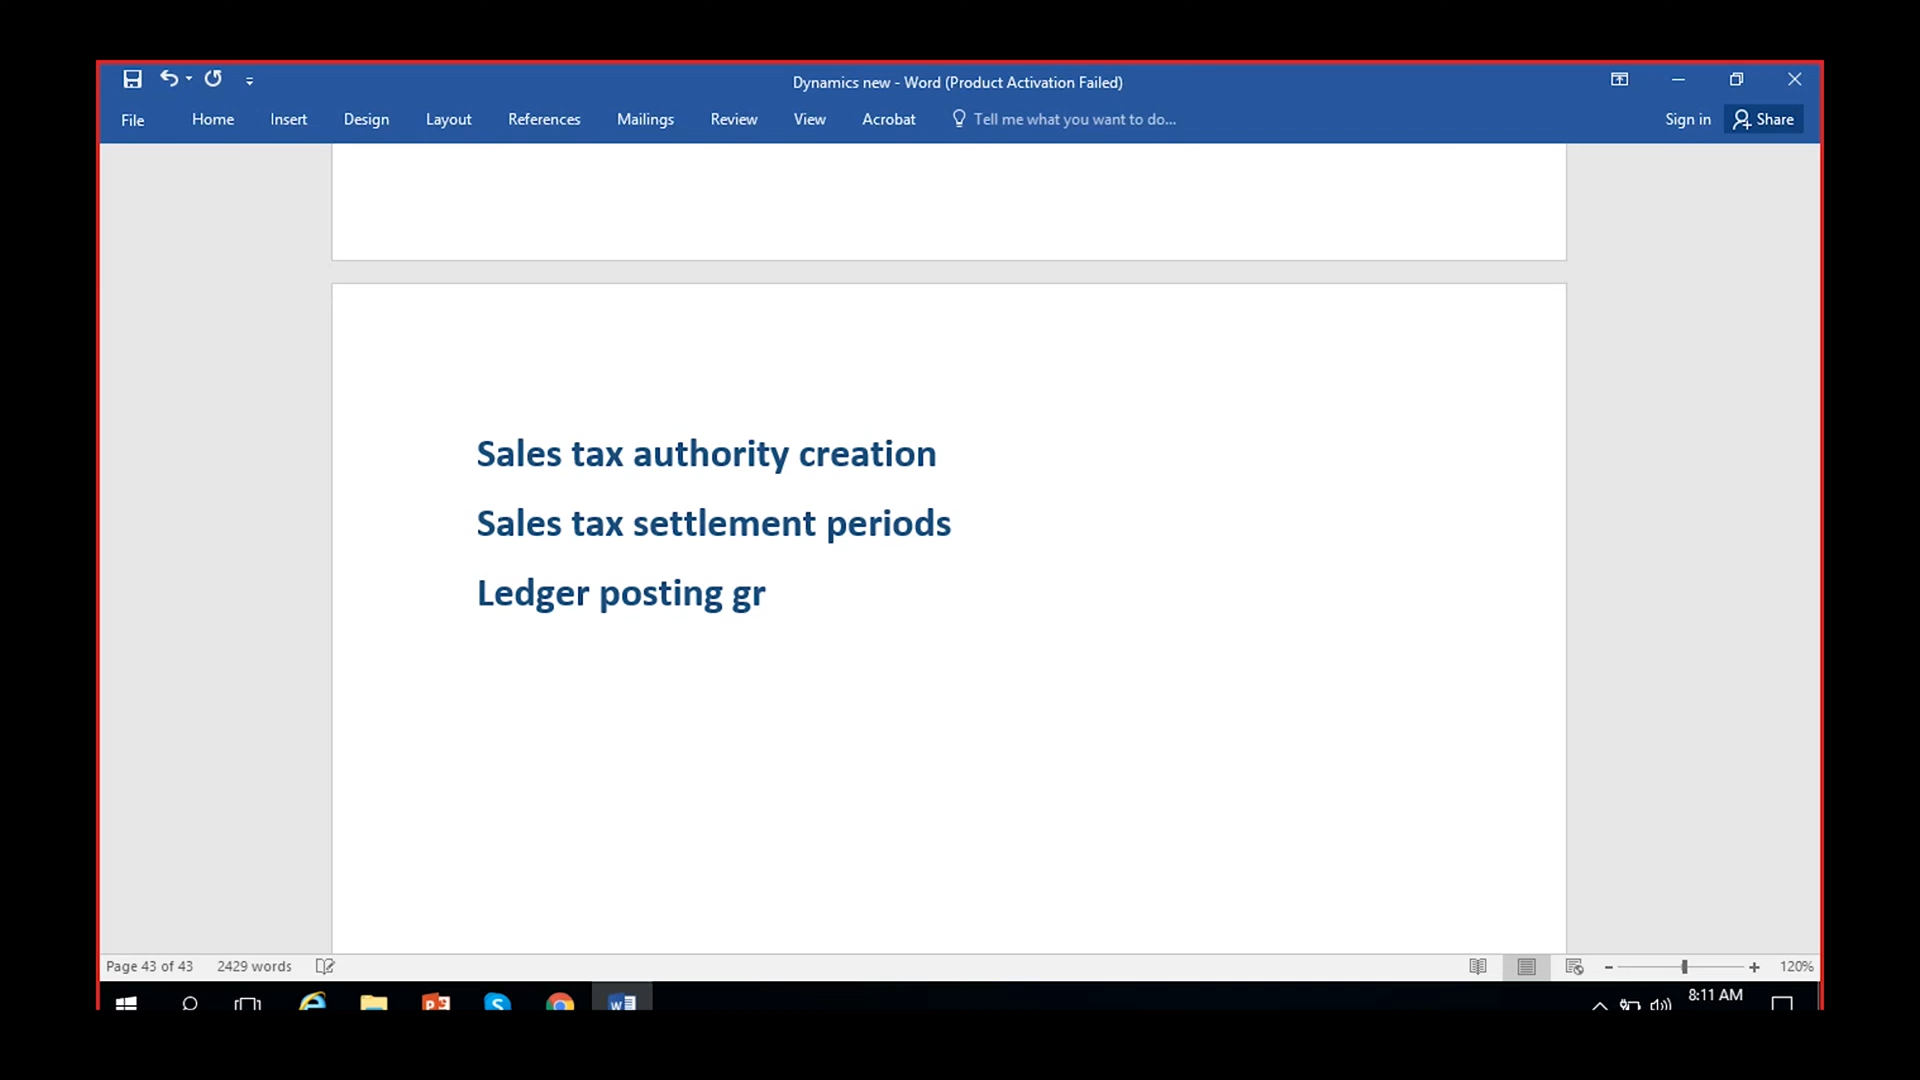 Dynamics new - Word (Product Activation Failed)
File Home Insert Design Layout References Mailings Review View Acrobat Tell me what you want to do... Sign in Share
Sales tax authority creation
Sales tax settlement periods
Ledger posting gr
Page 43 of 43 2429 words 120%
8:11 AM